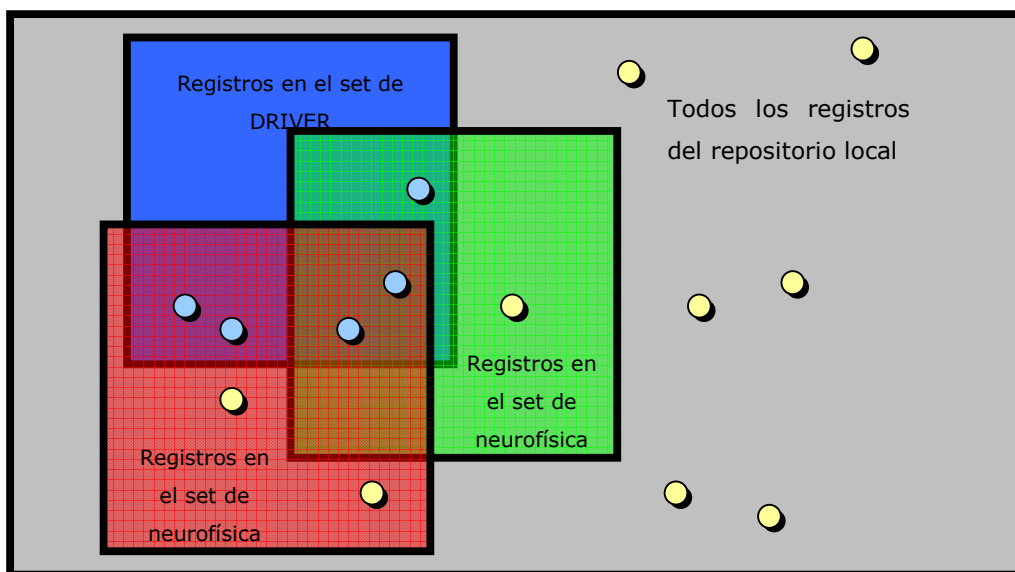 Registros en el set de
DRIVER
Todos los registros
del repositorio local
Registros en
el set de
neurofísica
Registros en
el set de
neurofísica